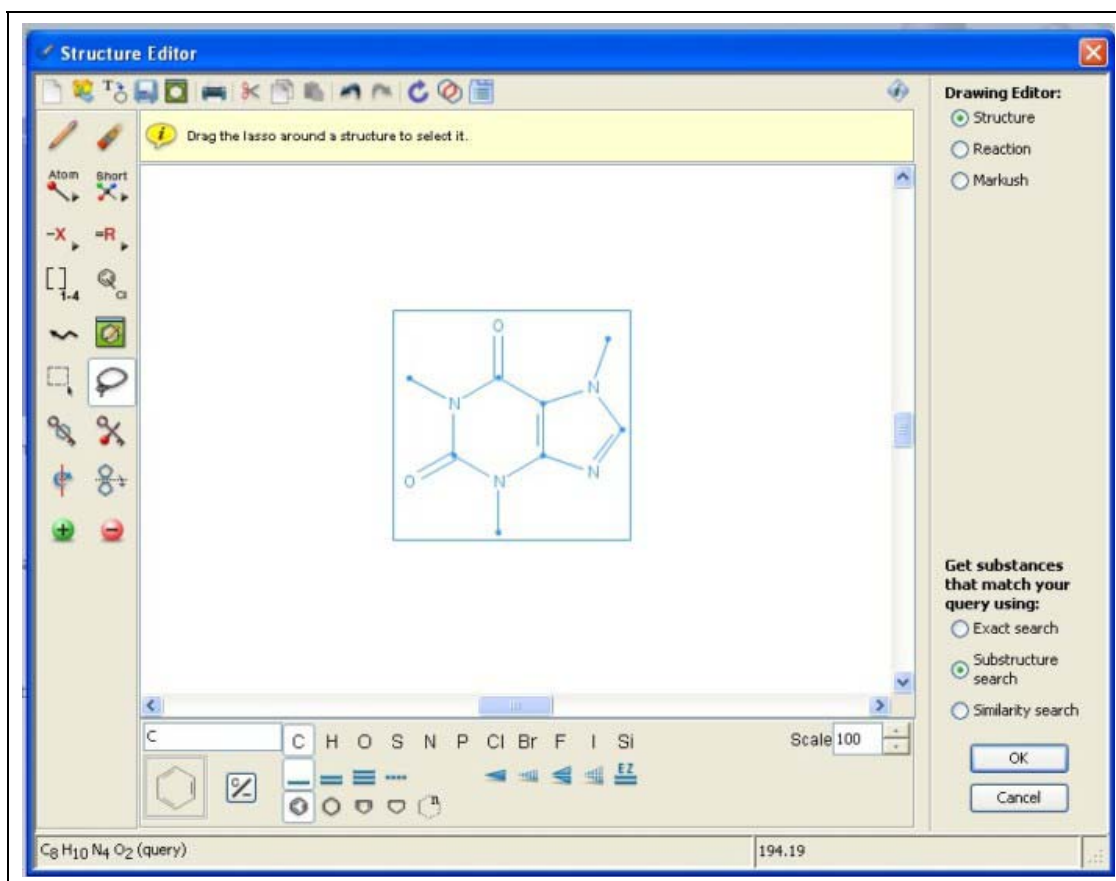 Structure Editor
Drawing Editor:
Structure
Reaction
Markush
Drag the lasso around a structure to select it.
Atom Short
-X =R
[ ] 1-4 Cl
O
N
N
O
N
N
Get substances
that match your
query using:
Exact search
Substructure
search
Similarity search
OK
Cancel
C
C H O S N P Cl Br F I Si
Scale 100
EZ
n
C8 H10 N4 O2 (query)
194.19